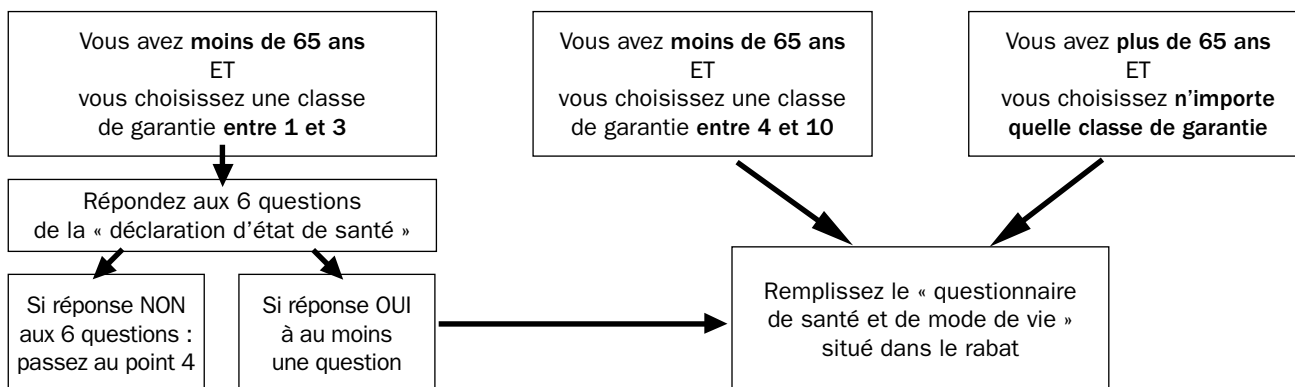 Vous avez moins de 65 ans
ET
vous choisissez une classe
de garantie entre 1 et 3
Vous avez moins de 65 ans
ET
vous choisissez une classe
de garantie entre 4 et 10
Vous avez plus de 65 ans
ET
vous choisissez n’importe
quelle classe de garantie
Répondez aux 6 questions
de la « déclaration d’état de santé »
Si réponse NON
aux 6 questions :
passez au point 4
Si réponse OUI
à au moins
une question
Remplissez le « questionnaire
de santé et de mode de vie »
situé dans le rabat